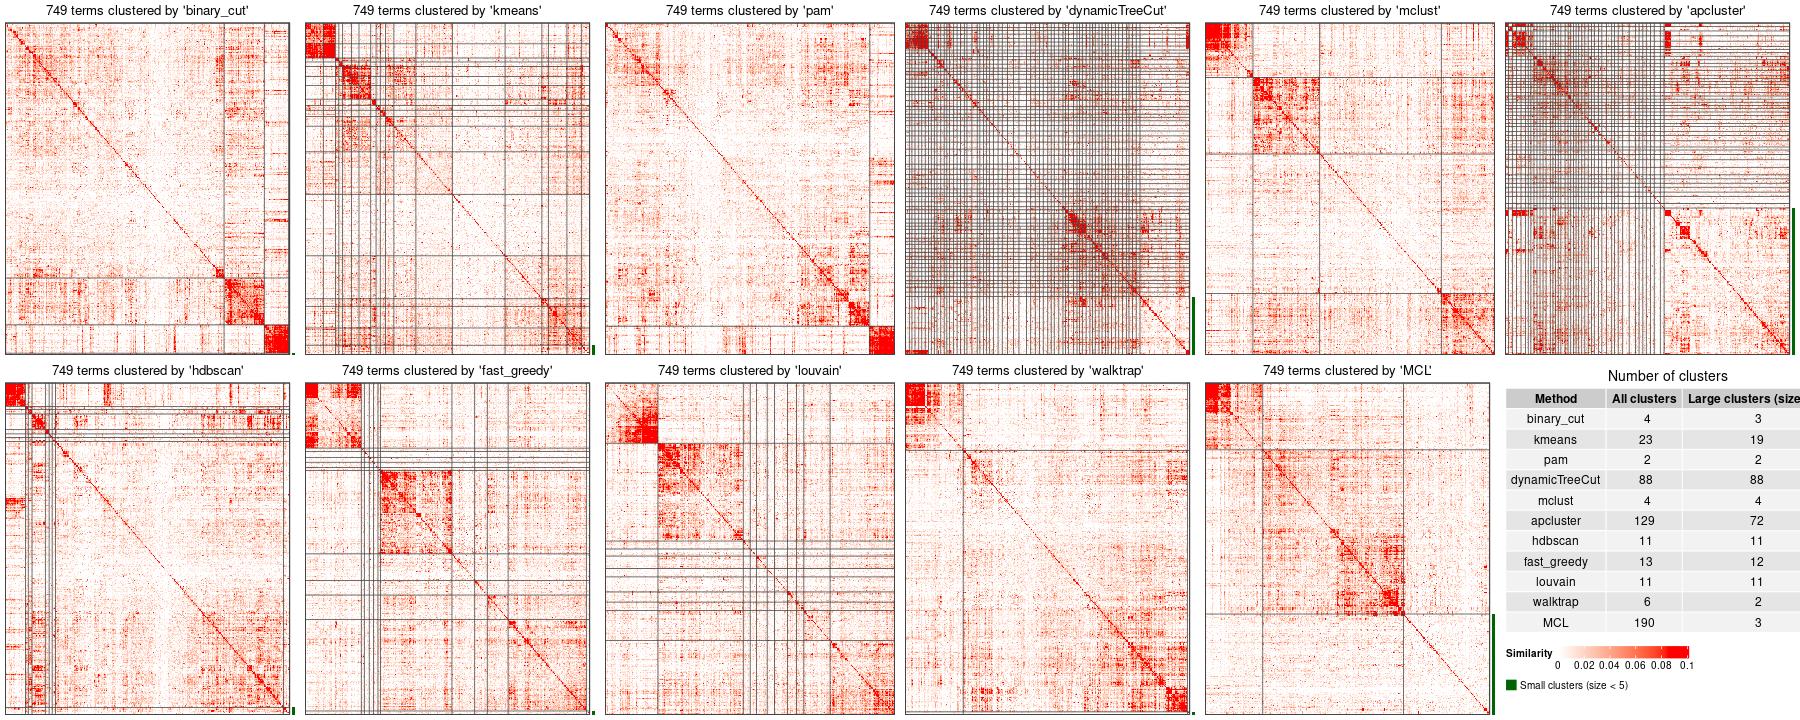 749 terms clustered by 'binary_cut'
749 terms clustered by 'kmeans'
749 terms clustered by 'pam'
749 terms clustered by 'dynamicTreeCut'
749 terms clustered by 'mclust'
749 terms clustered by 'apcluster'
749 terms clustered by 'hdbscan'
749 terms clustered by 'fast_greedy'
749 terms clustered by 'louvain'
749 terms clustered by 'walktrap'
749 terms clustered by 'MCL'
Number of clusters
Method All clusters Large clusters (size
binary_cut 4 3
kmeans 23 19
pam 2 2
dynamicTreeCut 88 88
mclust 4 4
apcluster 129 72
hdbscan 11 11
fast_greedy 13 12
louvain 11 11
walktrap 6 2
MCL 190 3
Similarity
0 0.02 0.04 0.06 0.08 0.1
Small clusters (size < 5)